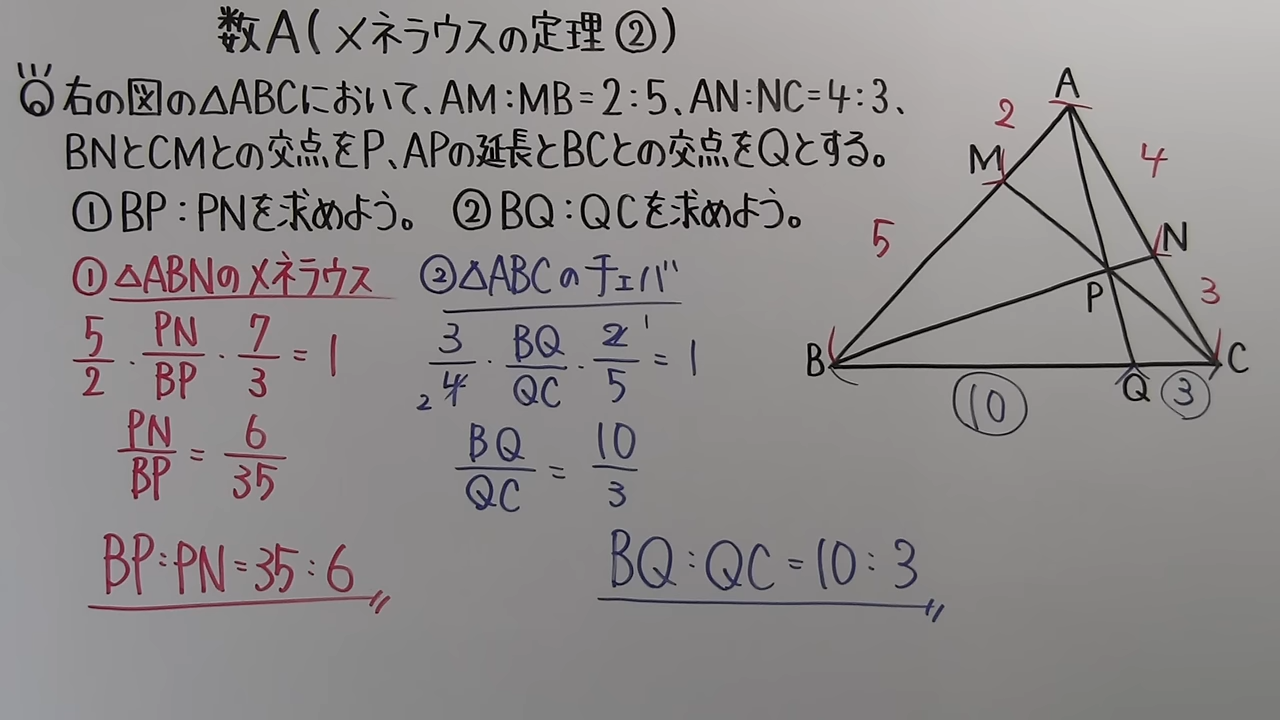 数A(メネラウスの定理②)
Q 右の図の△ABCにおいて、AM:MB=2:5、AN:NC=4:3、
BNとCMとの交点をP、APの延長とBCとの交点をQとする。
①BP:PNを求めよう。 ②BQ:QCを求めよう。
①△ABNのメネラウス
5/2・PN/BP・7/3=1
PN/BP=6/35
BP:PN=35:6
②△ABCのチェバ
3/4 2・BQ/QC・2 1/5=1
BQ/QC=10/3
BQ:QC=10:3
A
2
M
4
5
N
P
3
B
Q
C
10
3